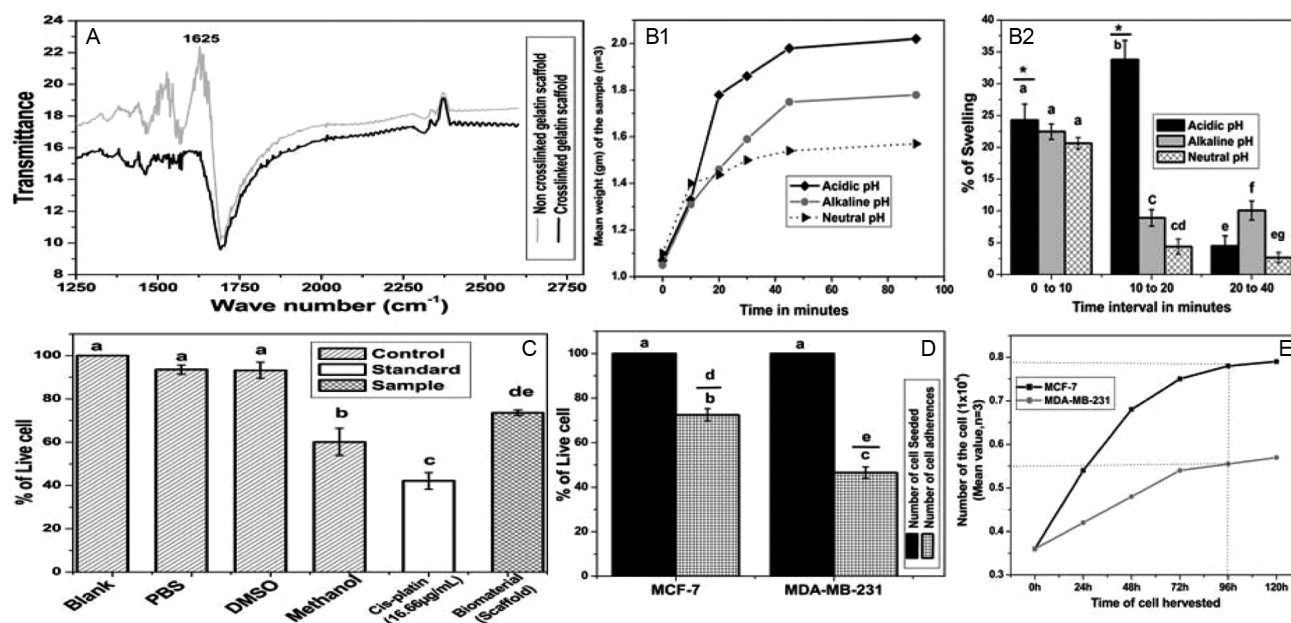 A
1625
Transmittance
24
22
20
18
16
14
12
10
8
1250 1500 1750 2000 2250 2500 2750
Wave number (cm-1)
Non crosslinked gelatin scaffold
Crosslinked gelatin scaffold
B1
Mean weight (gm) of the sample (n=3)
2.0
1.8
1.6
1.4
1.2
1.0
0 20 40 60 80 100
Time in minutes
Acidic pH
Alkaline pH
Neutral pH
B2
% of Swelling
40
35
30
25
20
15
10
5
0
* a a a
* b C cd
e f eg
Acidic pH
Alkaline pH
Neutral pH
0 to 10 10 to 20 20 to 40
Time interval in minutes
C
% of Live cell
100
80
60
40
20
0
a a a b c de
Control
Standard
Sample
Blank
PBS
DMSO
Methanol
Cis-platin
(16.66µg/mL)
Biomaterial
(Scaffold)
D
% of Live cell
100
80
60
40
20
0
a d b a e c
Number of cell Seeded
Number of cell adherences
MCF-7 MDA-MB-231
E
Number of the cell (1x10⁴)
(Mean value,n=3)
0.8
0.7
0.6
0.5
0.4
0.3
MCF-7
MDA-MB-231
0h 24h 48h 72h 96h 120h
Time of cell hervested